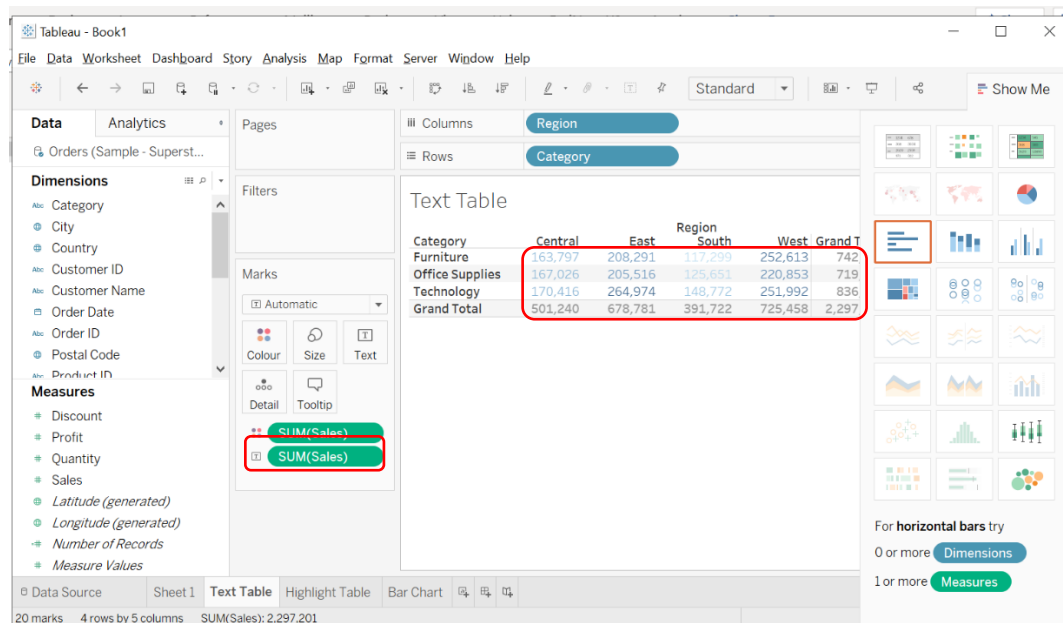 Tableau - Book1
File Data Worksheet Dashboard Story Analysis Map Format Server Window Help
Standard
Show Me
Data Analytics
Orders (Sample - Superst...
Dimensions
Abc Category
City
Country
Abc Customer ID
Abc Customer Name
Order Date
Abc Order ID
Postal Code
Abc Product ID
Measures
# Discount
# Profit
# Quantity
# Sales
Latitude (generated)
Longitude (generated)
=# Number of Records
# Measure Values
Pages
Filters
Marks
Automatic
Colour Size Text
Detail Tooltip
SUM(Sales)
SUM(Sales)
iii Columns Region
Rows Category
Text Table
Region
Category Central East South West Grand T
Furniture 163,797 208,291 117,299 252,613 742,
Office Supplies 167,026 205,516 125,651 220,853 719,
Technology 170,416 264,974 148,772 251,992 836,
Grand Total 501,240 678,781 391,722 725,458 2,297,
For horizontal bars try
0 or more Dimensions
1 or more Measures
Data Source Sheet 1 Text Table Highlight Table Bar Chart
20 marks 4 rows by 5 columns SUM(Sales): 2,297,201